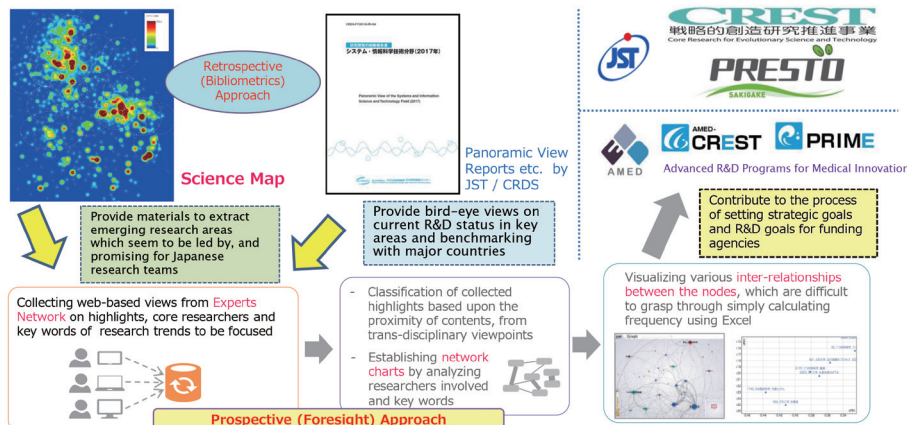 Retrospective
(Bibliometrics)
Approach
Science Map
システム・情報科学技術分野(2017年)
Panoramic View of the Systems and Information
Science and Technology Field (2017)
Panoramic View
Reports etc. by
JST / CRDS
JST
CREST
戦略的創造研究推進事業
Core Research for Evolutionary Science and Technology
PRESTO
SAKIGAKE
AMED
AMED-
CREST
PRIME
Advanced R&D Programs for Medical Innovation
Provide materials to extract
emerging research areas
which seem to be led by, and
promising for Japanese
research teams
Provide bird-eye views on
current R&D status in key
areas and benchmarking
with major countries
Contribute to the process
of setting strategic goals
and R&D goals for funding
agencies
Collecting web-based views from Experts
Network on highlights, core researchers and
key words of research trends to be focused
- Classification of collected
highlights based upon the
proximity of contents, from
trans-disciplinary viewpoints
- Establishing network
charts by analyzing
researchers involved
and key words
Visualizing various inter-relationships
between the nodes, which are difficult
to grasp through simply calculating
frequency using Excel
Prospective (Foresight) Approach